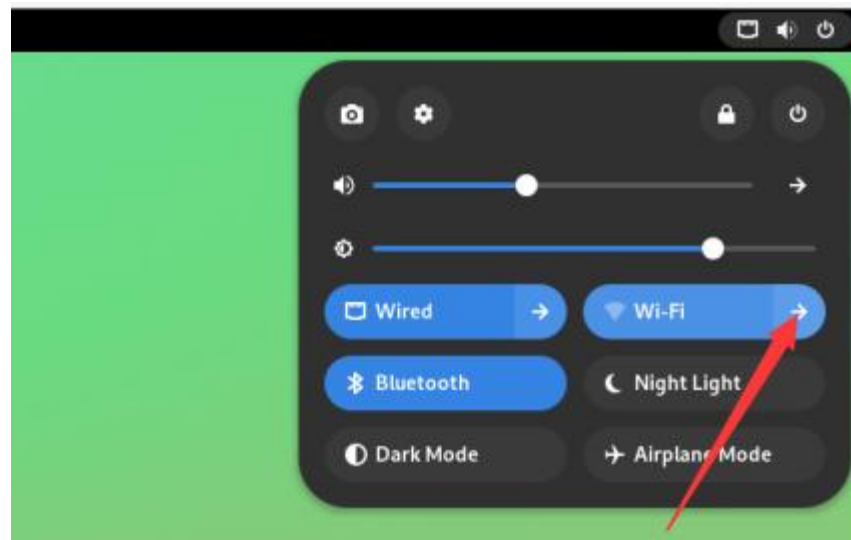 Wired
Wi-Fi
Bluetooth
Night Light
Dark Mode
Airplane Mode